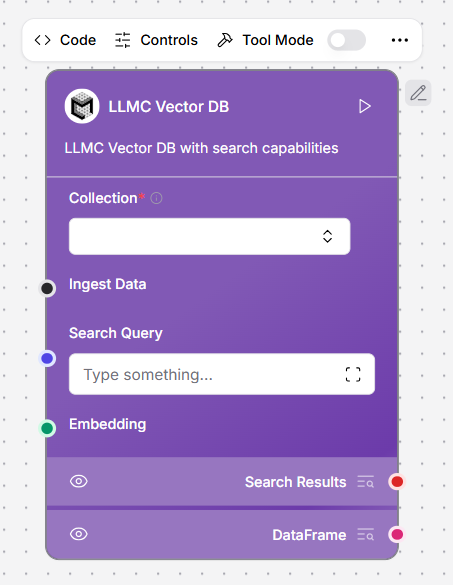 Code Controls Tool Mode
LLMC Vector DB
LLMC Vector DB with search capabilities
Collection*
Ingest Data
Search Query
Type something...
Embedding
Search Results
DataFrame